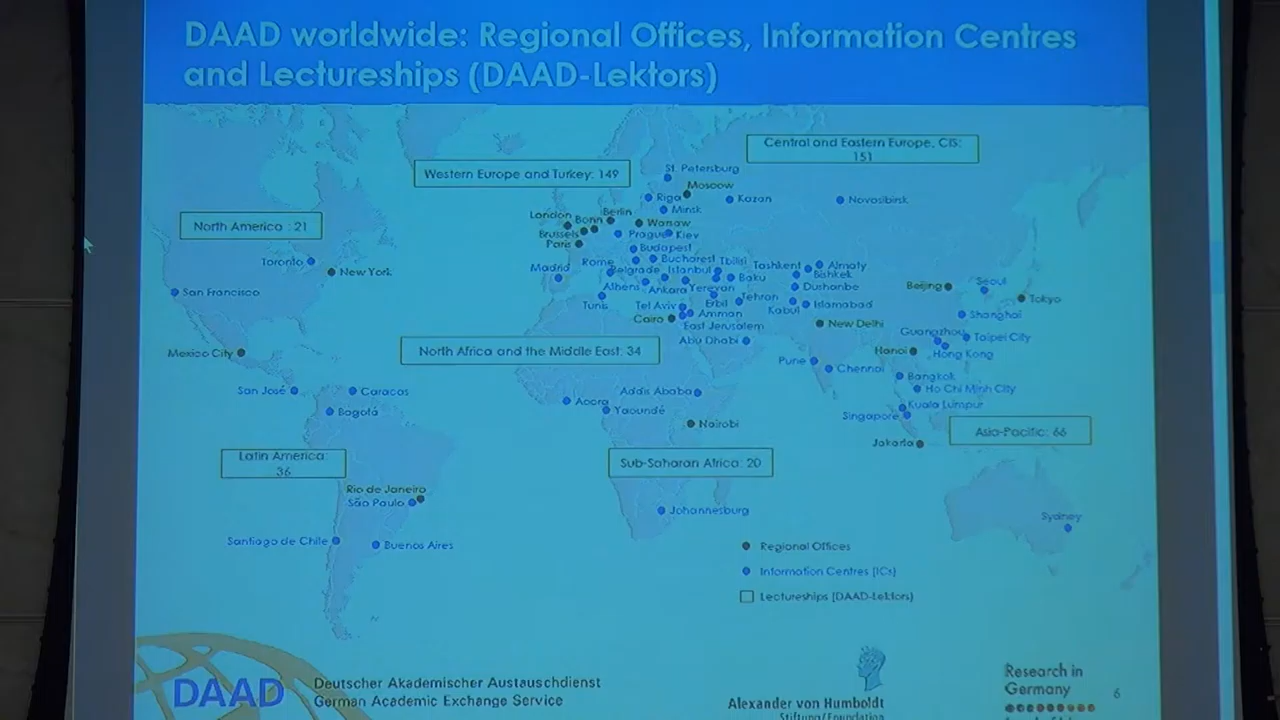 DAAD worldwide: Regional Offices, Information Centres
and Lectureships (DAAD-Lektors)
Central and Eastern Europe, CIS:
151
Western Europe and Turkey: 149
St. Petersburg
Moscow
Riga
Kazan
Novosibirsk
Minsk
North America : 21
London
Bonn
Berlin
Warsaw
Brussels
Prague
Kiev
Paris
Budapest
Toronto
New York
Madrid
Rome
Bucharest
Tbilisi
Tashkent
Almaty
Belgrade
Istanbul
Baku
Bishkek
San Francisco
Athens
Ankara
Yerevan
Dushanbe
Beijing
Seoul
Tunis
Tel Aviv
Erbil
Tehran
Kabul
Islamabad
Tokyo
Cairo
Amman
Shanghai
East Jerusalem
New Delhi
Abu Dhabi
Guangzhou
Taipei City
Mexico City
North Africa and the Middle East: 34
Hanoi
Hong Kong
Pune
Chennai
Bangkok
San José
Caracas
Addis Ababa
Ho Chi Minh City
Bogotá
Accra
Yaoundé
Kuala Lumpur
Singapore
Nairobi
Asia-Pacific: 66
Jakarta
Latin America:
36
Sub-Saharan Africa: 20
Rio de Janeiro
São Paulo
Johannesburg
Sydney
Santiago de Chile
Buenos Aires
Regional Offices
Information Centres (ICs)
Lectureships (DAAD-Lektors)
DAAD
Deutscher Akademischer Austauschdienst
German Academic Exchange Service
Alexander von Humboldt
Stiftung/Foundation
Research in
Germany
6